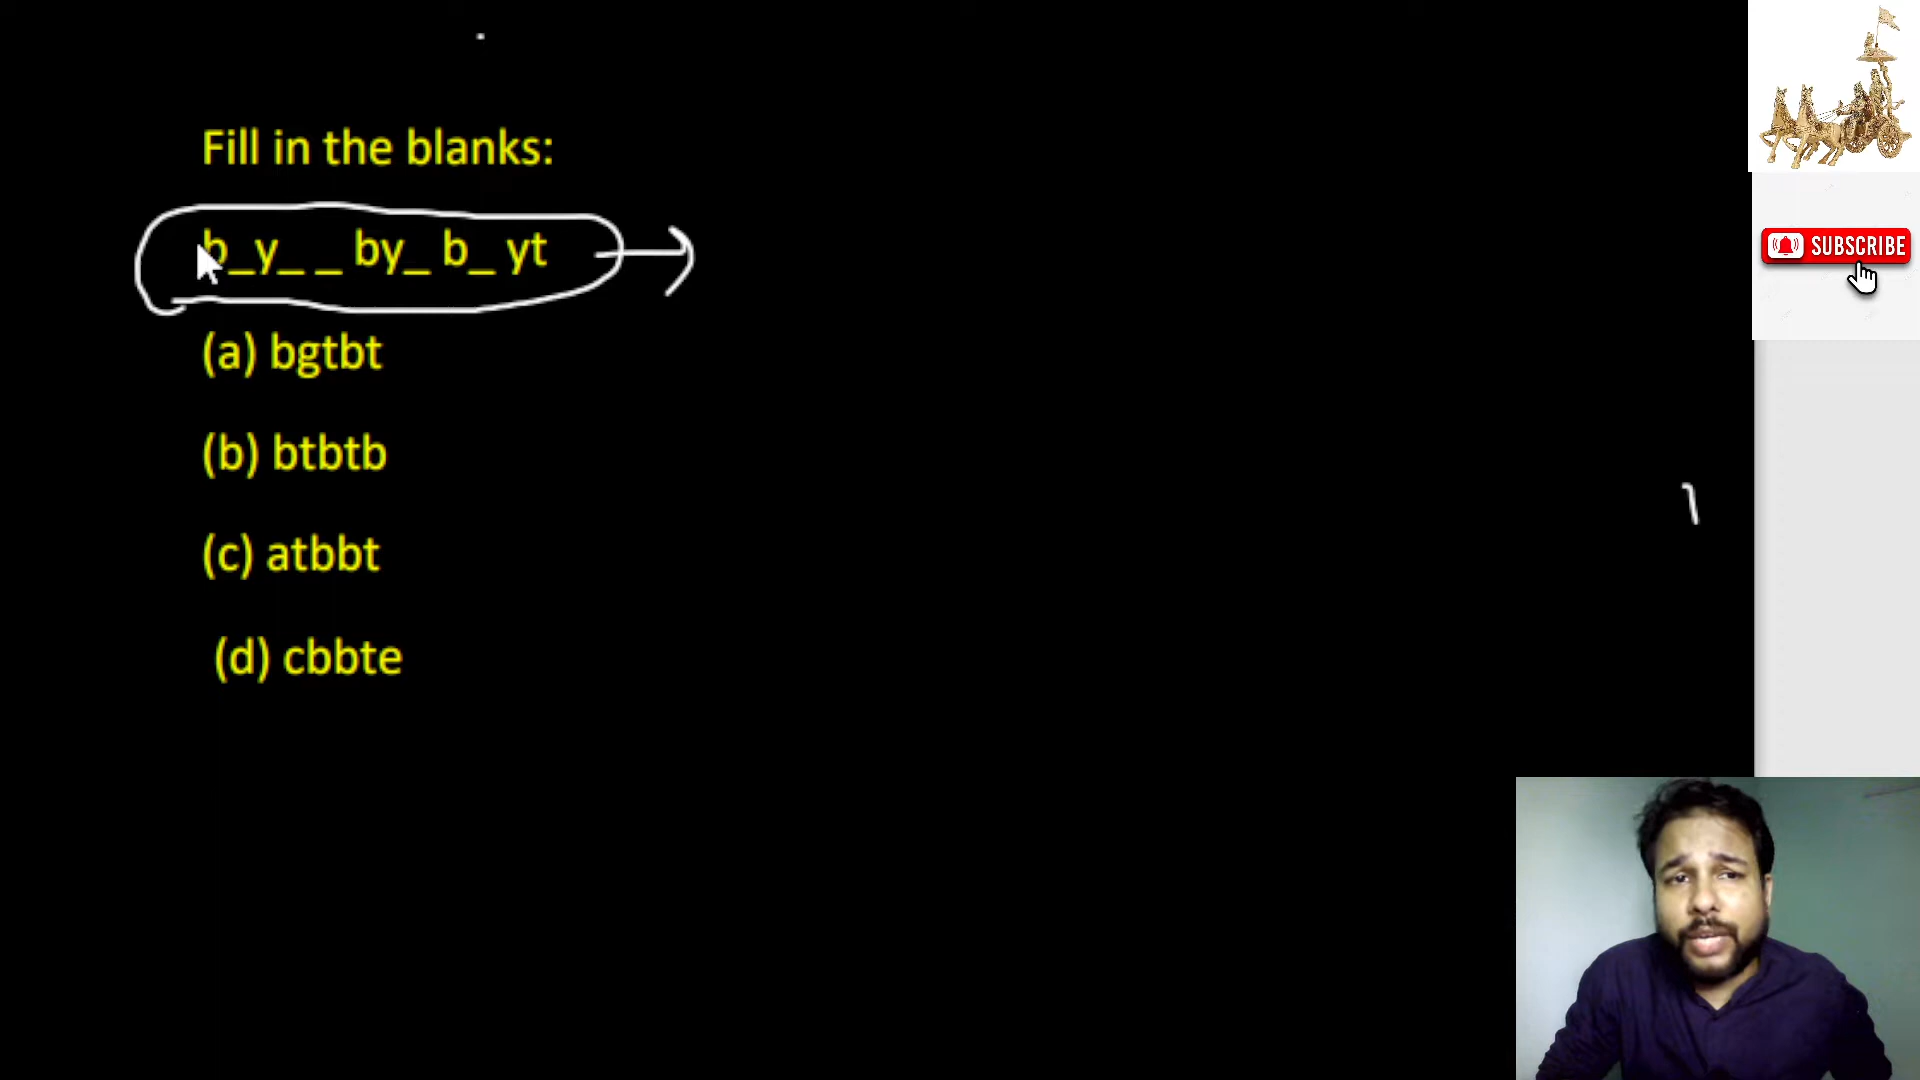 Fill in the blanks:
b_y_ _ by_ b_ yt
(a) bgtbt
(b) btbtb
(c) atbbt
(d) cbbte
SUBSCRIBE